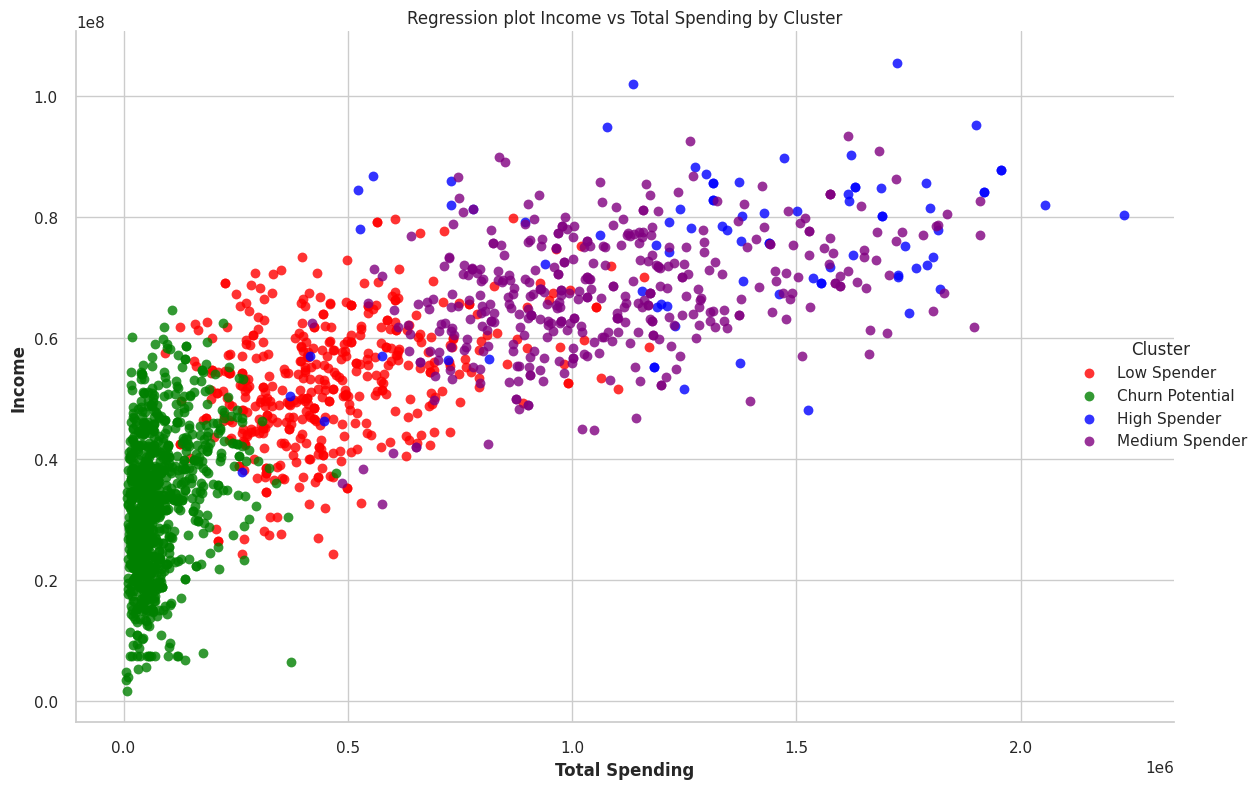 Regression plot Income vs Total Spending by Cluster
1e8
1.0
0.8
0.6
0.4
0.2
0.0
Income
0.0 0.5 1.0 1.5 2.0
1e6
Total Spending
Cluster
Low Spender
Churn Potential
High Spender
Medium Spender